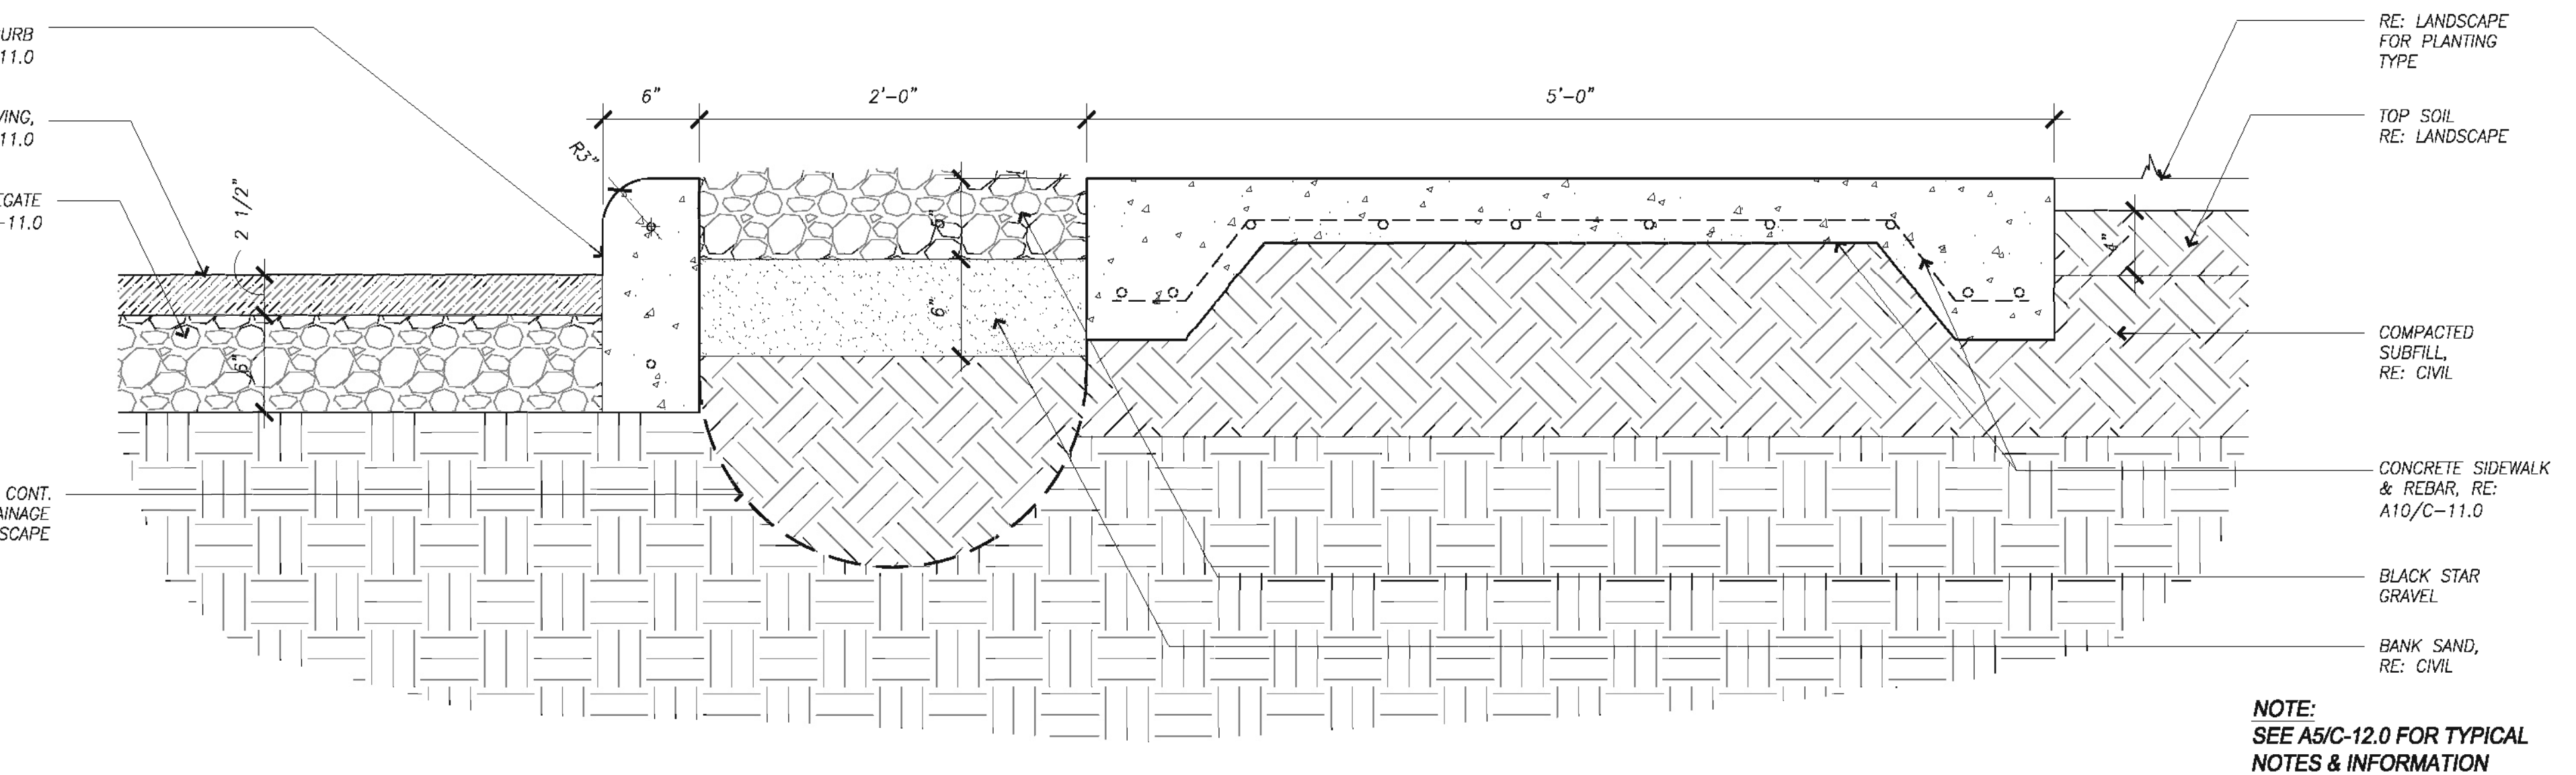 URB
11.0
VING,
11.0
EGATE
-11.0
CONT.
AINAGE
SCAPE
6"
2'-0"
5'-0"
R3"
2 1/2"
6"
5"
6"
4"
RE: LANDSCAPE
FOR PLANTING
TYPE
TOP SOIL
RE: LANDSCAPE
COMPACTED
SUBFILL,
RE: CIVIL
CONCRETE SIDEWALK
& REBAR, RE:
A10/C-11.0
BLACK STAR
GRAVEL
BANK SAND,
RE: CIVIL
NOTE:
SEE A5/C-12.0 FOR TYPICAL
NOTES & INFORMATION